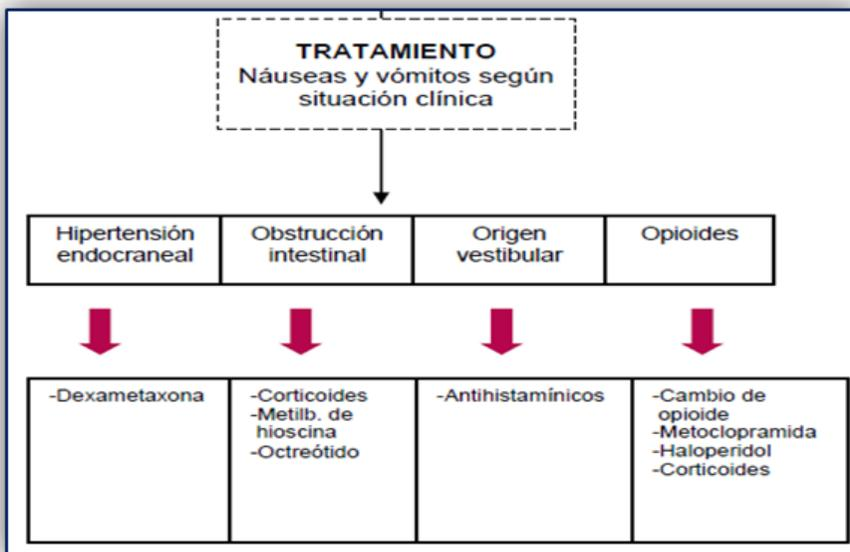 TRATAMIENTO
Náuseas y vómitos según
situación clínica
Hipertensión
endocraneal
Obstrucción
intestinal
Origen
vestibular
Opioides
-Dexametaxona
-Corticoides
-Metilb. de
hioscina
-Octreótido
-Antihistamínicos
-Cambio de
opioide
-Metoclopramida
-Haloperidol
-Corticoides